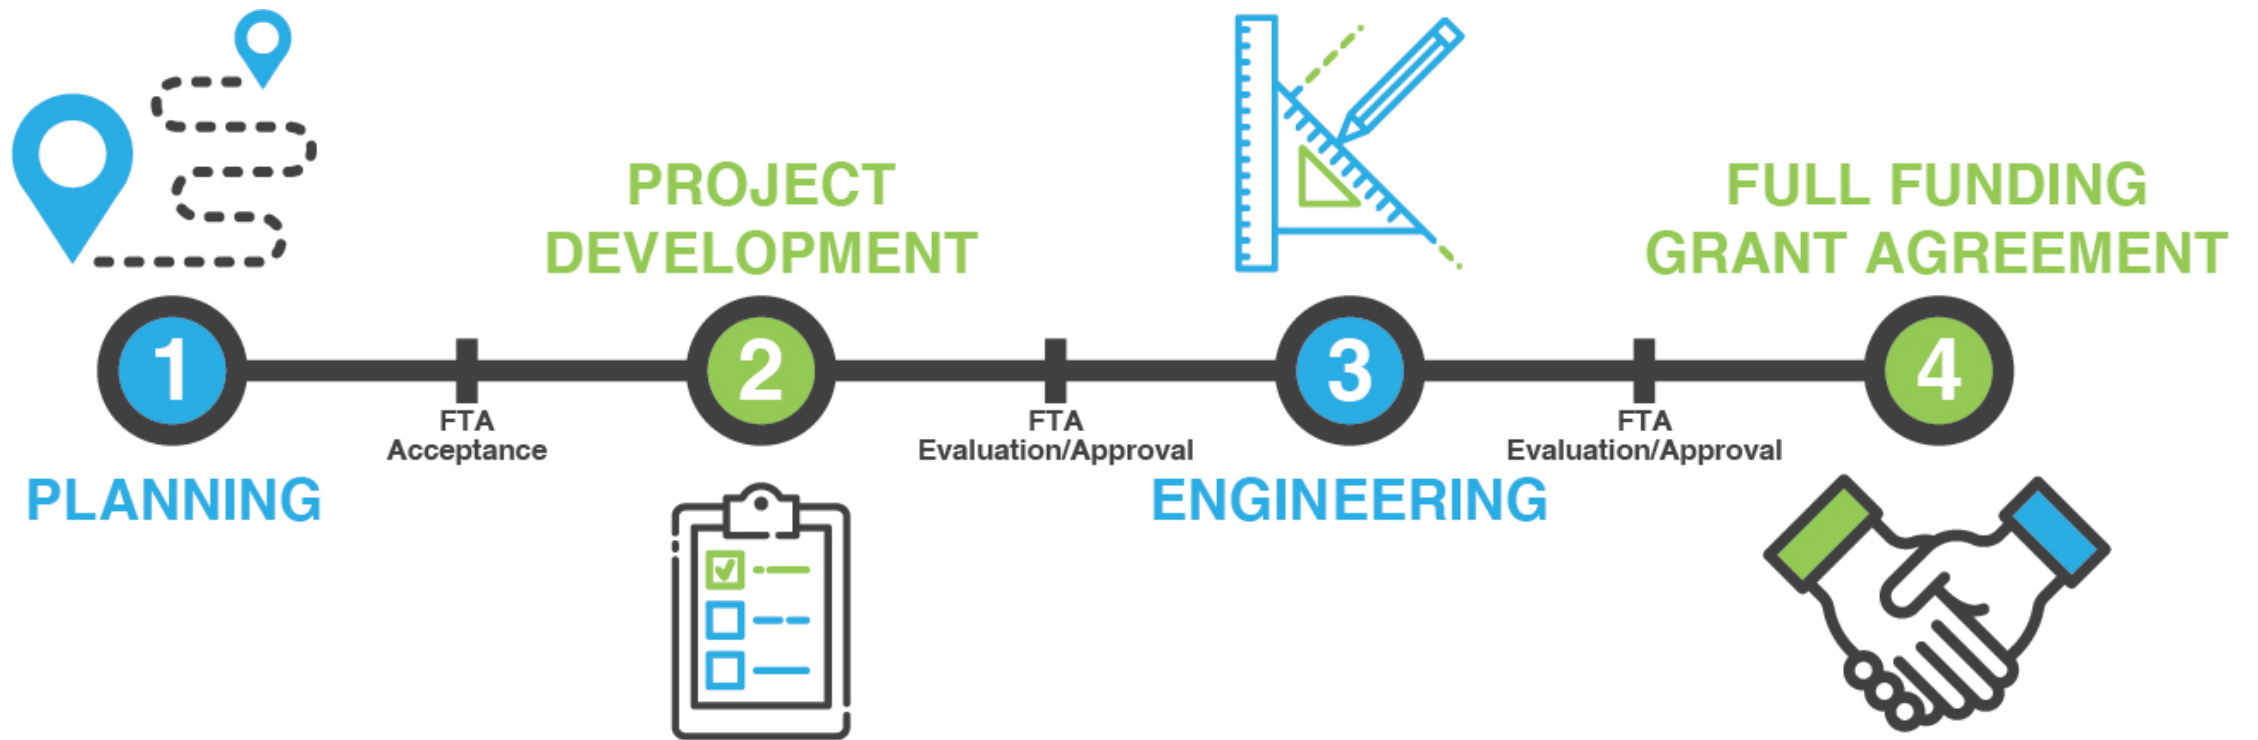 1
PLANNING
FTA
Acceptance
PROJECT
DEVELOPMENT
2
FTA
Evaluation/Approval
3
ENGINEERING
FTA
Evaluation/Approval
FULL FUNDING
GRANT AGREEMENT
4